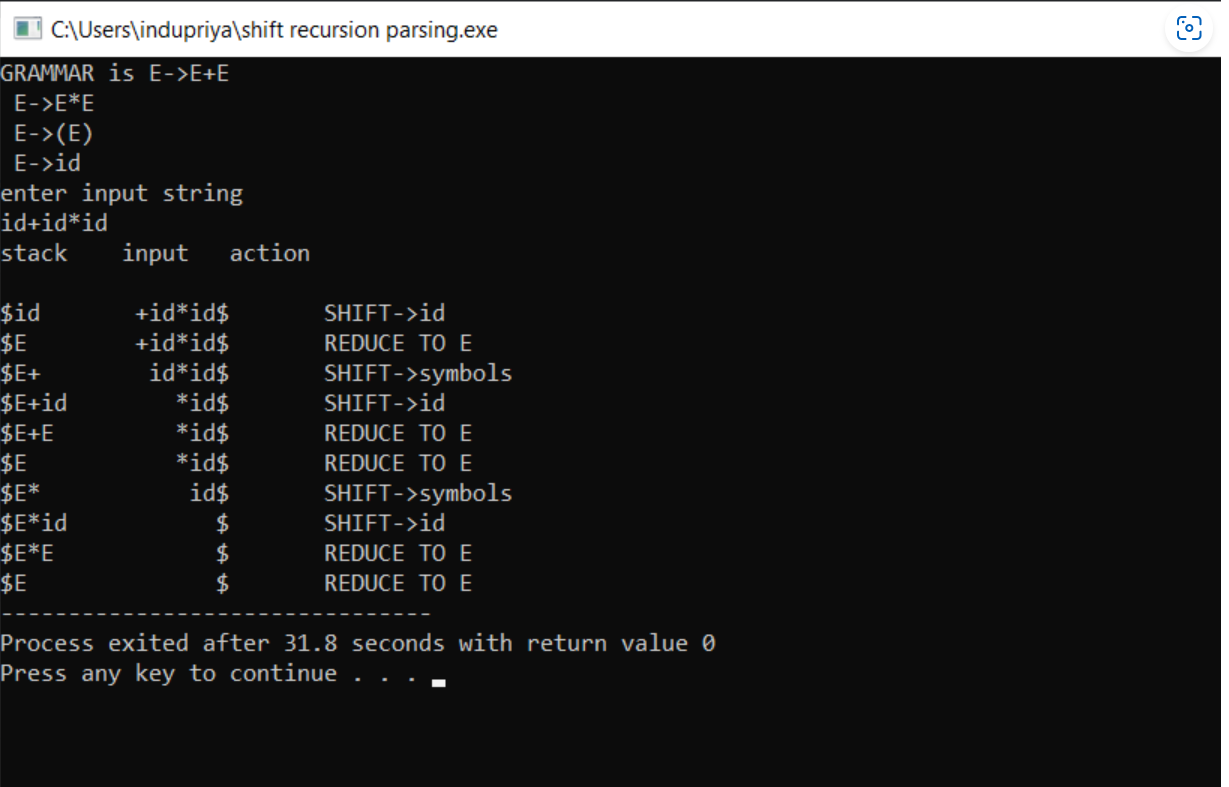 C:\Users\indupriya\shift recursion parsing.exe
GRAMMAR is E->E+E
 E->E*E
 E->(E)
 E->id
enter input string
id+id*id
stack    input   action

$id       +id*id$       SHIFT->id
$E        +id*id$       REDUCE TO E
$E+        id*id$       SHIFT->symbols
$E+id        *id$       SHIFT->id
$E+E         *id$       REDUCE TO E
$E           *id$       REDUCE TO E
$E*           id$       SHIFT->symbols
$E*id           $       SHIFT->id
$E*E            $       REDUCE TO E
$E              $       REDUCE TO E
--------------------------------
Process exited after 31.8 seconds with return value 0
Press any key to continue . . .